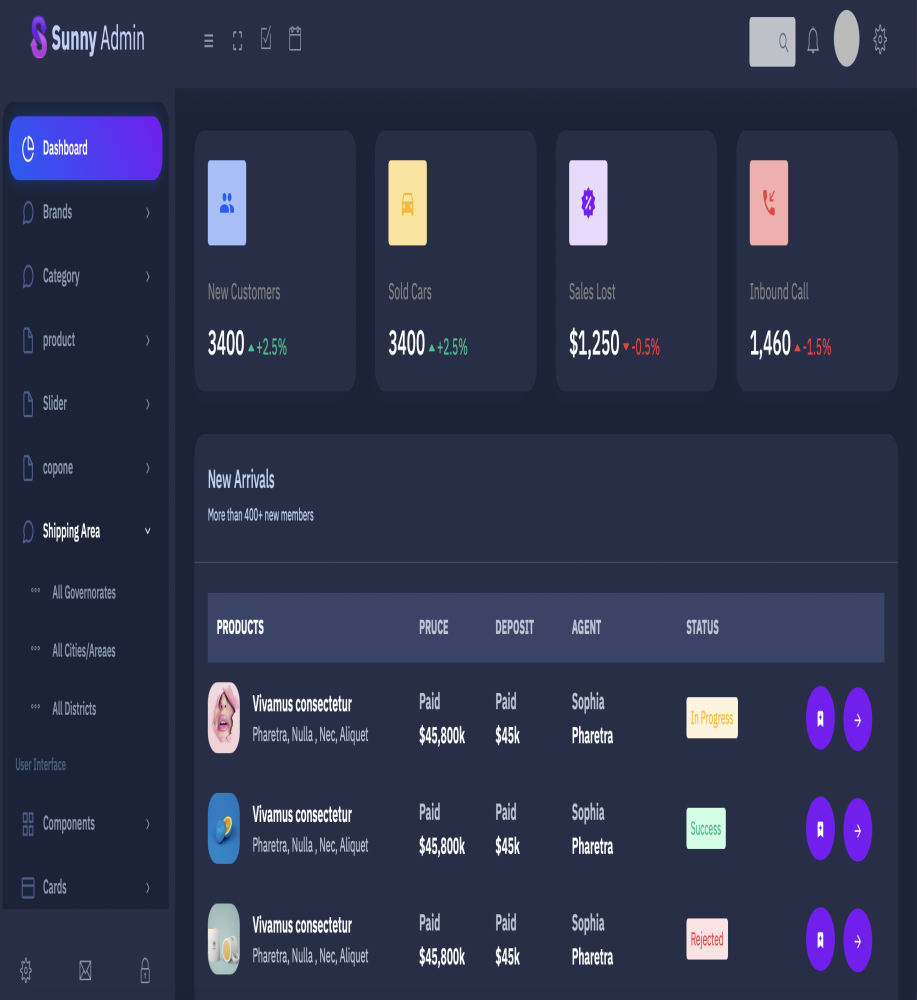 Sunny Admin
Dashboard
Brands
Category
product
Slider
copone
Shipping Area
All Governorates
All Cities/Areaes
All Districts
User Interface
Components
Cards
New Customers
3400 +2.5%
Sold Cars
3400 +2.5%
Sales Lost
$1,250 -0.5%
Inbound Call
1,460 -1.5%
New Arrivals
More than 400+ new members
PRODUCTS PRUCE DEPOSIT AGENT STATUS
Vivamus consectetur Paid Paid Sophia In Progress
Pharetra, Nulla , Nec, Aliquet $45,800k $45k Pharetra
Vivamus consectetur Paid Paid Sophia Success
Pharetra, Nulla , Nec, Aliquet $45,800k $45k Pharetra
Vivamus consectetur Paid Paid Sophia Rejected
Pharetra, Nulla , Nec, Aliquet $45,800k $45k Pharetra